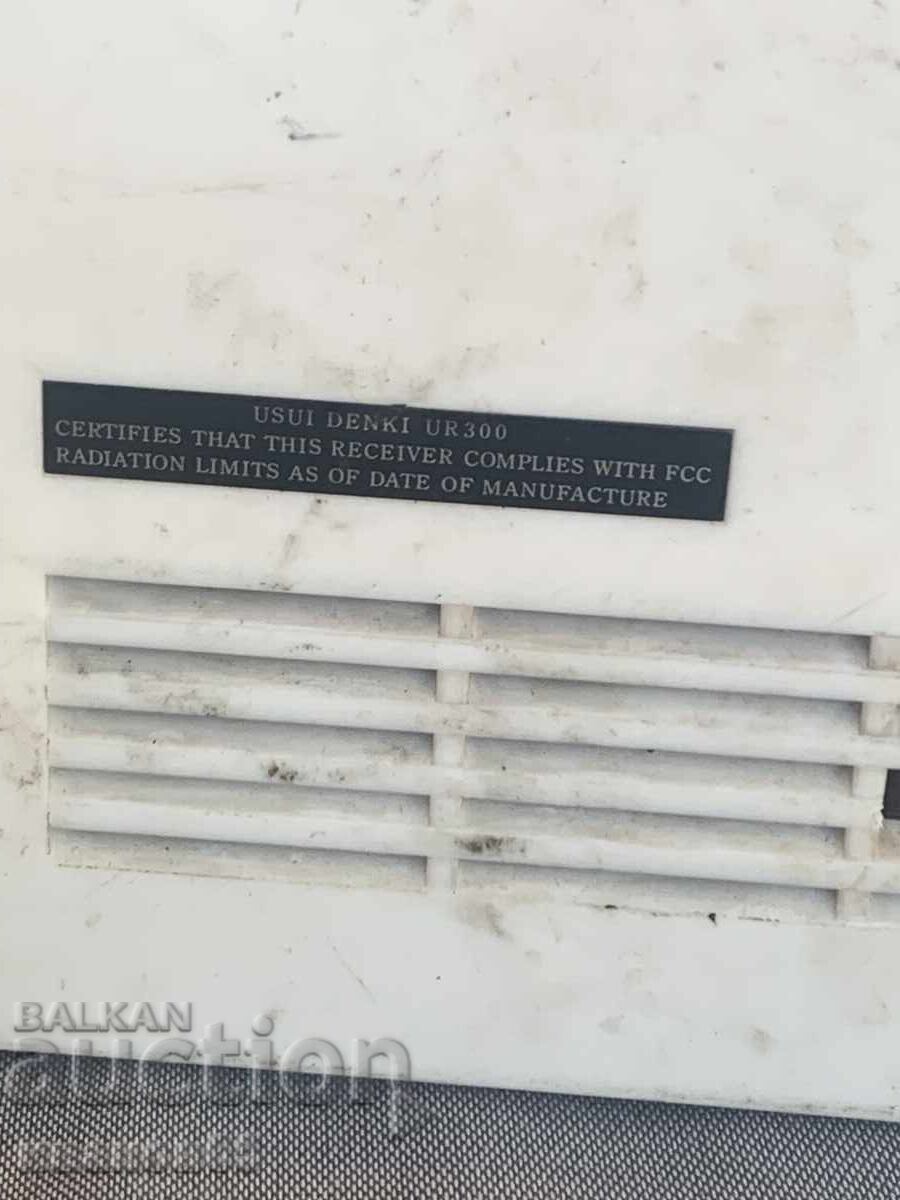 USUI DENKI UR300
CERTIFIES THAT THIS RECEIVER COMPLIES WITH FCC
RADIATION LIMITS AS OF DATE OF MANUFACTURE
BALKAN
auction